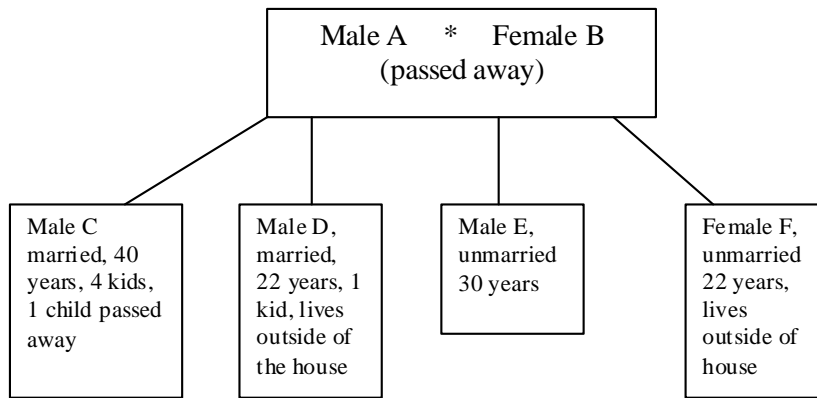 Male A * Female B
(passed away)
Male C
married, 40
years, 4 kids,
1 child passed
away
Male D,
married,
22 years, 1
kid, lives
outside of
the house
Male E,
unmarried
30 years
Female F,
unmarried
22 years,
lives
outside of
house